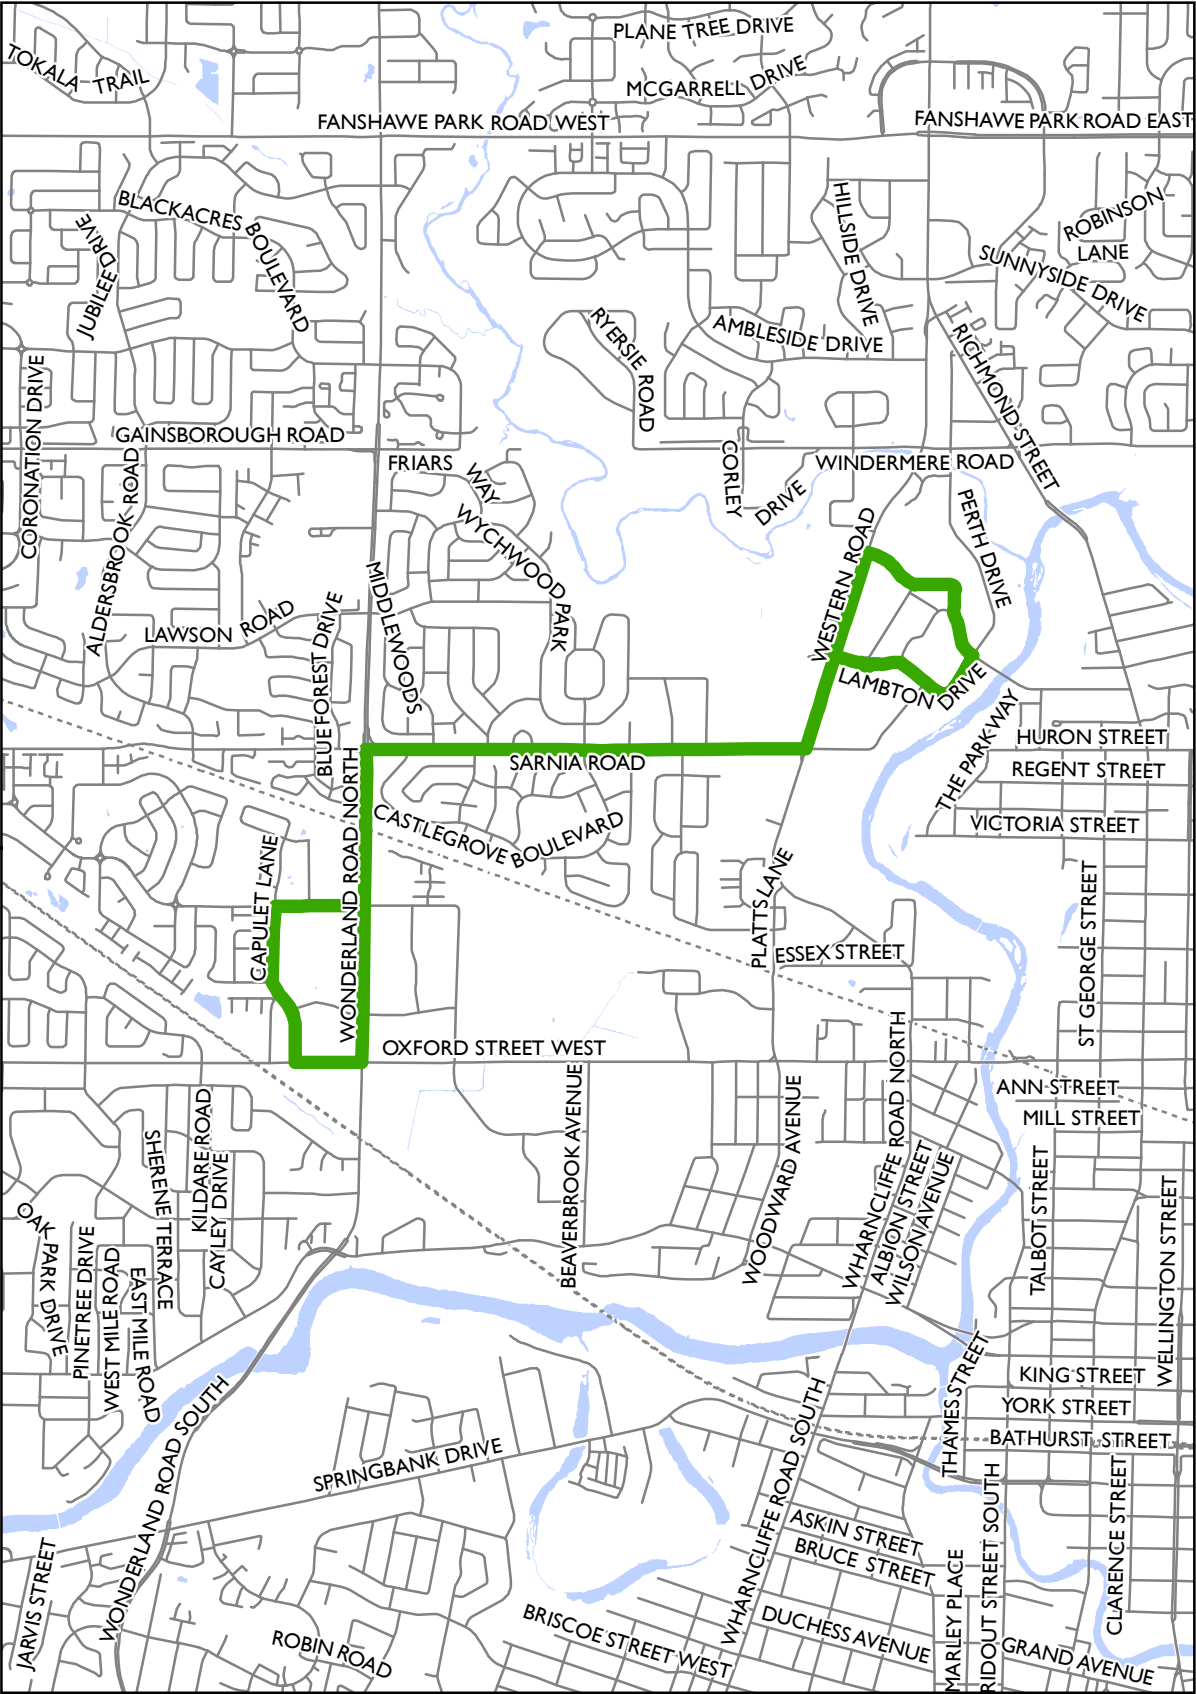 PLANE TREE DRIVE
TOKALA TRAIL
MCGARRELL DRIVE
FANSHAWE PARK ROAD WEST
FANSHAWE PARK ROAD EAST
BLACKACRES BOULEVARD
JUBILEE DRIVE
HILLSIDE DRIVE
ROBINSON
LANE
SUNNYSIDE DRIVE
RYERSIE ROAD
AMBLESIDE DRIVE
RICHMOND STREET
CORONATION DRIVE
GAINSBOROUGH ROAD
ALDERSBROOK ROAD
FRIARS WAY
CORLEY DRIVE
WINDERMERE ROAD
WYCHWOOD PARK
WESTERN ROAD
PERTH DRIVE
LAWSON ROAD
BLUE FOREST DRIVE
MIDDLEWOODS
LAMBTON DRIVE
THE PARKWAY
HURON STREET
SARNIA ROAD
REGENT STREET
WONDERLAND ROAD NORTH
CASTLEGROVE BOULEVARD
VICTORIA STREET
CAPULET LANE
PLATTS LANE
ESSEX STREET
ST GEORGE STREET
OXFORD STREET WEST
ANN STREET
MILL STREET
BEAVERBROOK AVENUE
WOODWARD AVENUE
WHARNCLIFFE ROAD NORTH
ALBION STREET
WILSON AVENUE
TALBOT STREET
WELLINGTON STREET
SHERENE TERRACE
KILDARE ROAD
CAYLEY DRIVE
OAK PARK DRIVE
PINETREE DRIVE
WEST MILE ROAD
EAST MILE ROAD
THAMES STREET
KING STREET
YORK STREET
BATHURST STREET
WONDERLAND ROAD SOUTH
SPRINGBANK DRIVE
WHARNCLIFFE ROAD SOUTH
ASKIN STREET
BRUCE STREET
CLARENCE STREET
JARVIS STREET
ROBIN ROAD
BRISCOE STREET WEST
DUCHESS AVENUE
MARLEY PLACE
RIDOUT STREET SOUTH
GRAND AVENUE